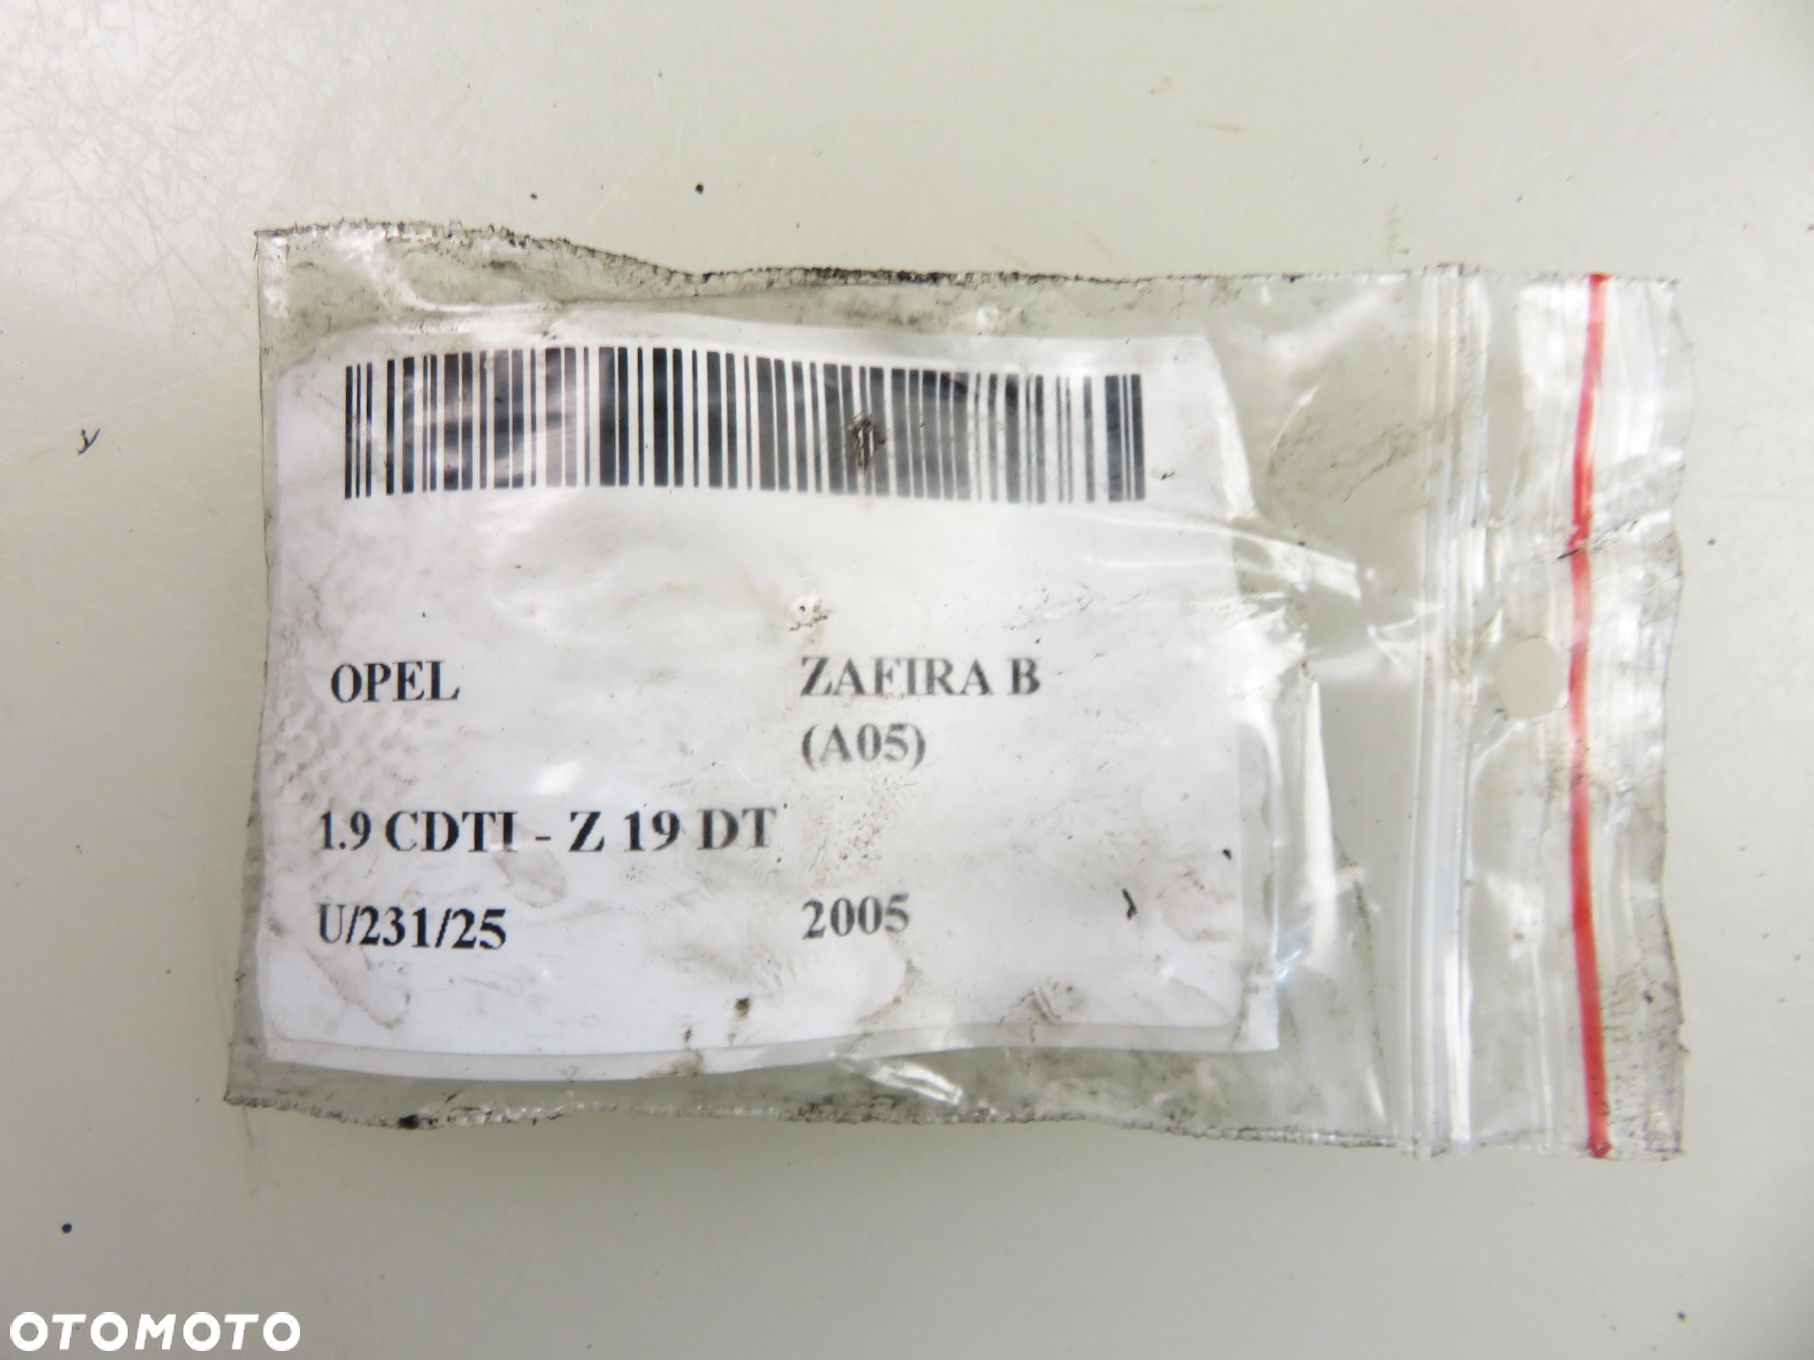 OPEL ZAFIRA B
(A05)
1.9 CDTI - Z 19 DT
U/231/25 2005
OTOMOTO